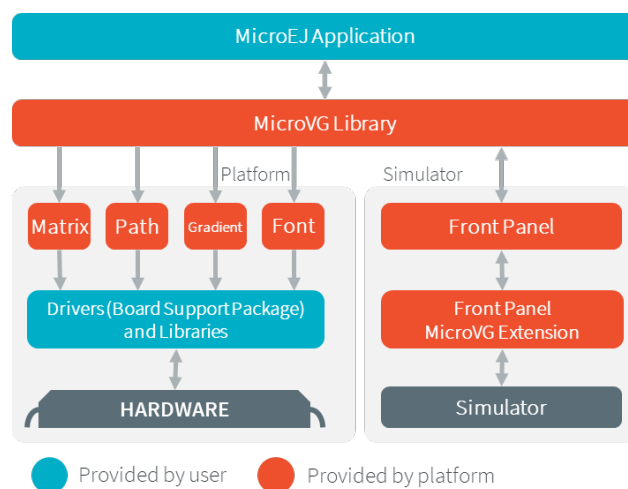 MicroEJ Application
MicroVG Library
Platform
Simulator
Matrix
Path
Gradient
Font
Front Panel
Drivers (Board Support Package)
and Libraries
Front Panel
MicroVG Extension
HARDWARE
Simulator
Provided by user
Provided by platform